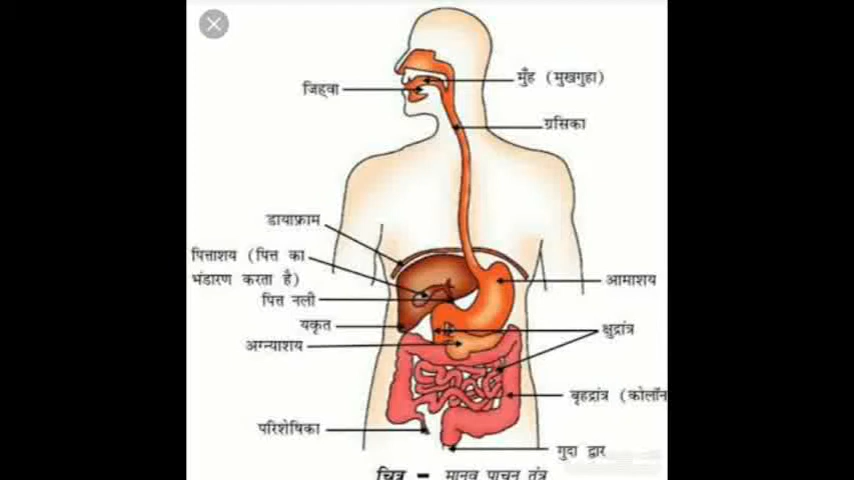 मुँह (मुखगुहा)
जिह्वा
ग्रसिका
डायाफ्राम
पित्ताशय (पित्त का
भंडारण करता है)
आमाशय
पित्त नली
यकृत
क्षुद्रांत्र
अग्न्याशय
बृहद्रांत्र (कोलॉन
परिशेषिका
गुदा द्वार
चित्र – मानव पाचन तंत्र